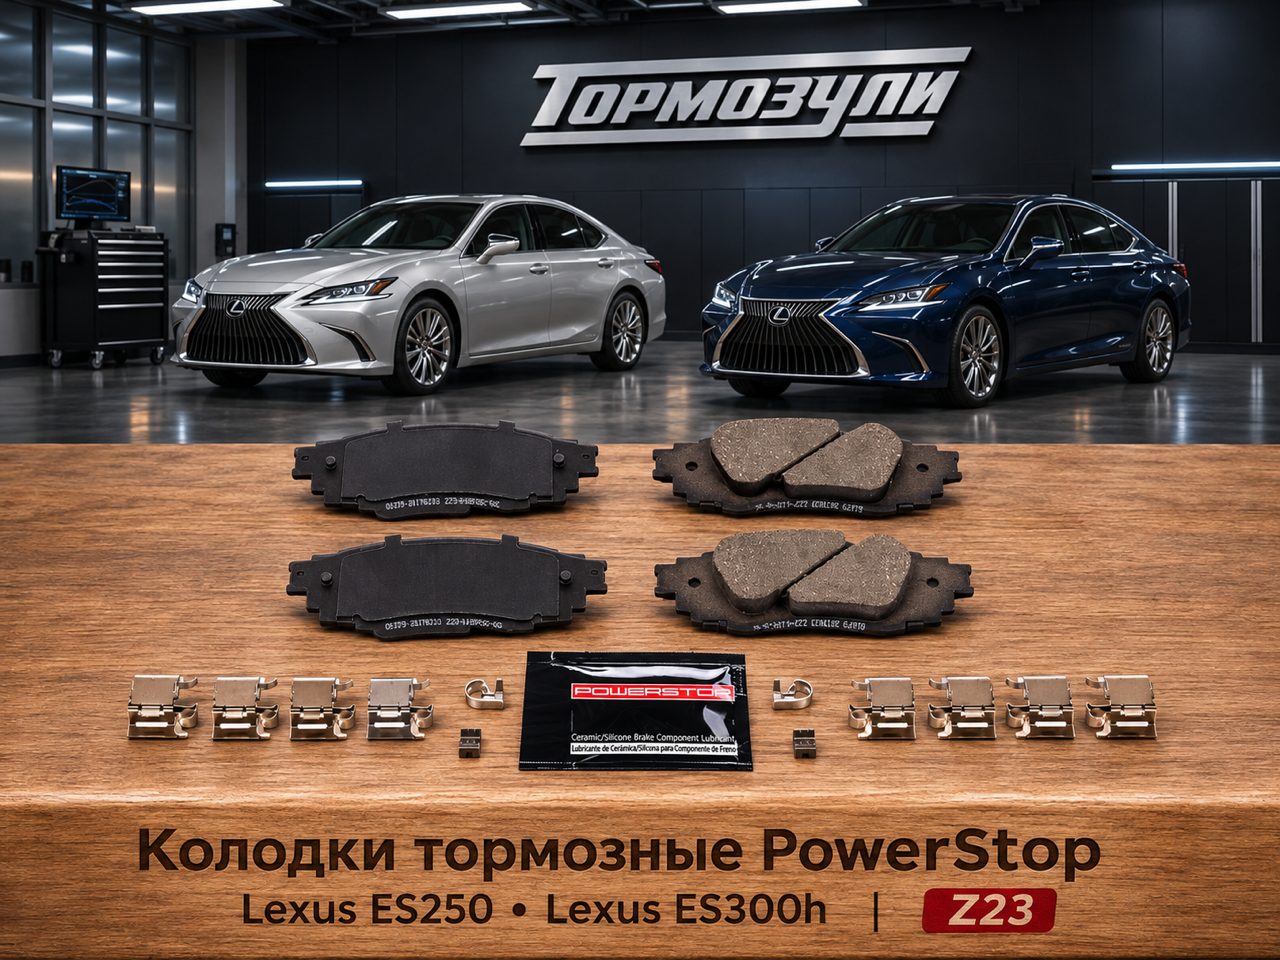 ТОРМОЗУЛИ
POWERSTOP
Ceramic/Silicone Brake Component Lubricant
Lubricante de Cerámica/Silicona para Componente de Freno
Колодки тормозные PowerStop
Lexus ES250 • Lexus ES300h | Z23